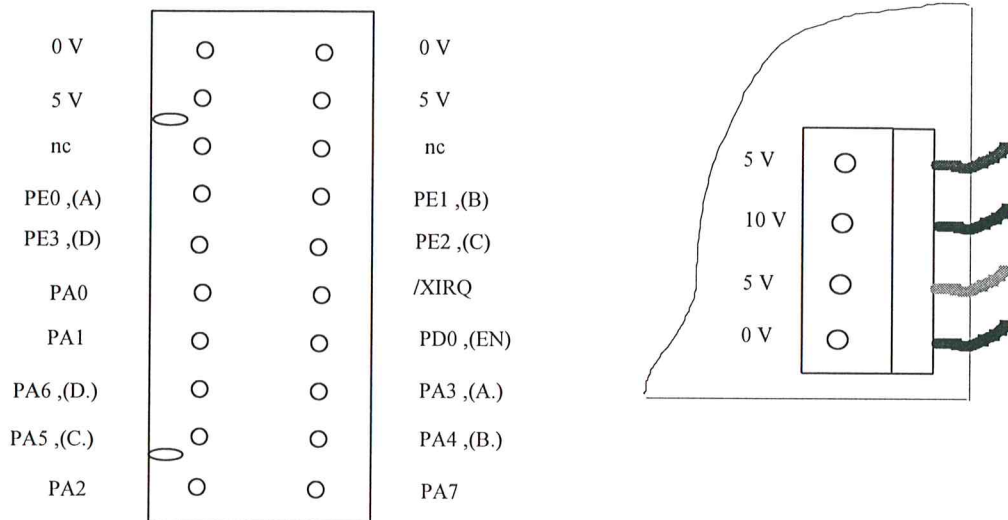 0 V 0 V
5 V 5 V
nc nc
PE0 ,(A) PE1 ,(B)
PE3 ,(D) PE2 ,(C)
PA0 /XIRQ
PA1 PD0 ,(EN)
PA6 ,(D.) PA3 ,(A.)
PA5 ,(C.) PA4 ,(B.)
PA2 PA7
5 V
10 V
5 V
0 V